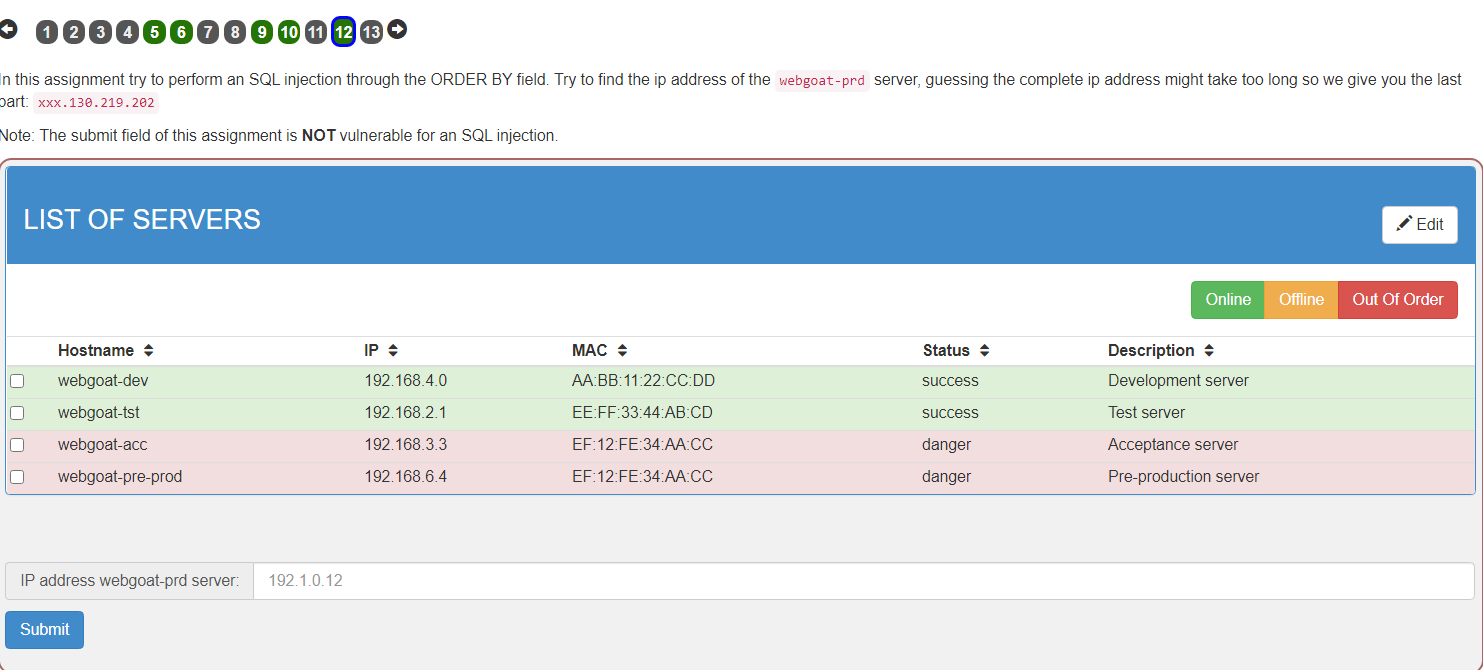 1 2 3 4 5 6 7 8 9 10 11 12 13
In this assignment try to perform an SQL injection through the ORDER BY field. Try to find the ip address of the webgoat-prd server, guessing the complete ip address might take too long so we give you the last
part: xxx.130.219.202
Note: The submit field of this assignment is NOT vulnerable for an SQL injection.
LIST OF SERVERS
Edit
Online Offline Out Of Order
Hostname IP MAC Status Description
webgoat-dev 192.168.4.0 AA:BB:11:22:CC:DD success Development server
webgoat-tst 192.168.2.1 EE:FF:33:44:AB:CD success Test server
webgoat-acc 192.168.3.3 EF:12:FE:34:AA:CC danger Acceptance server
webgoat-pre-prod 192.168.6.4 EF:12:FE:34:AA:CC danger Pre-production server
IP address webgoat-prd server: 192.1.0.12
Submit